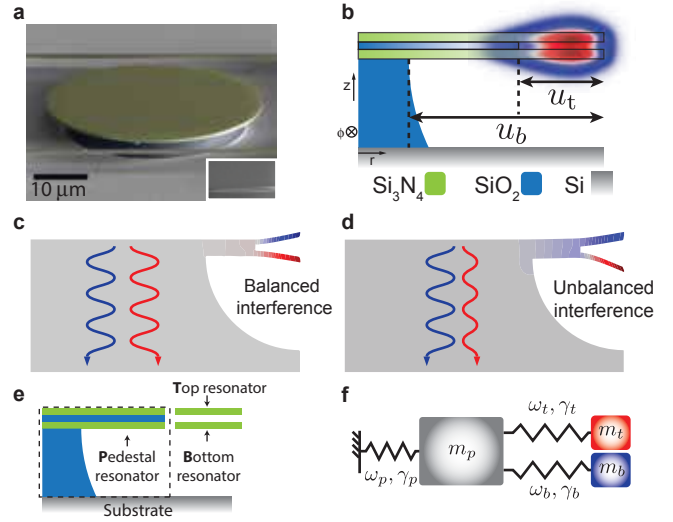 a
10 μm
b
z
ϕ⊗
r
u_t
u_b
Si₃N₄ SiO₂ Si
c
Balanced
interference
d
Unbalanced
interference
e
Top resonator
Pedestal
resonator
Bottom
resonator
Substrate
f
ω_t, γ_t
m_t
m_p
ω_p, γ_p
m_b
ω_b, γ_b